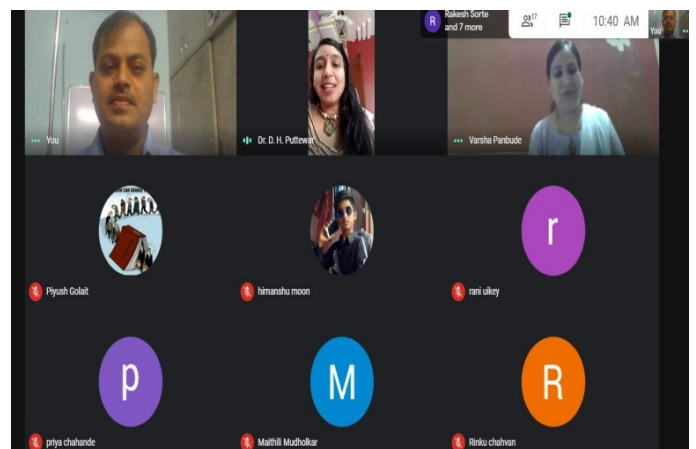 R
Rakesh Sorte
and 7 more
17
10:40 AM
You
You
Dr. D. H. Puttewar
Varsha Panbude
Piyush Golait
himanshu moon
r
rani uikey
p
priya chahande
M
Maithili Mudholkar
R
Rinku chahvan